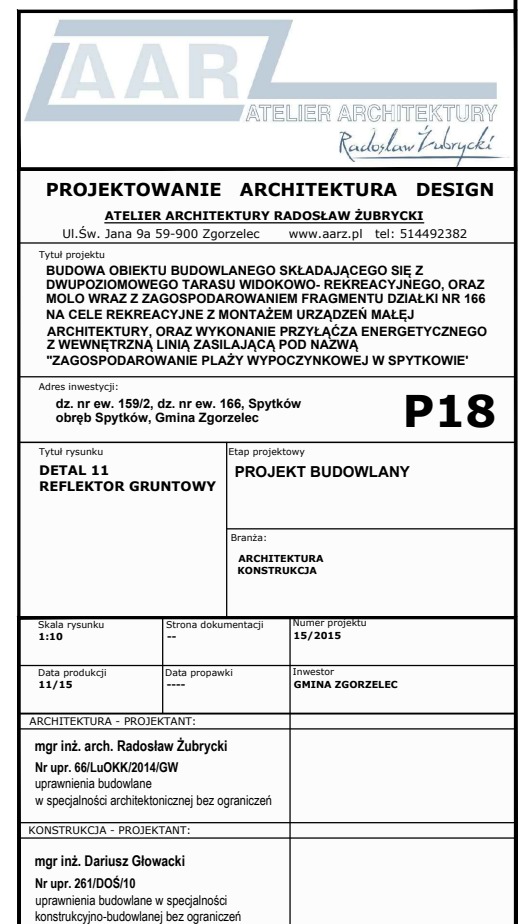 AARZ
ATELIER ARCHITEKTURY
Radosław Żubrycki
PROJEKTOWANIE ARCHITEKTURA DESIGN
ATELIER ARCHITEKTURY RADOSŁAW ŻUBRYCKI
Ul.Św. Jana 9a 59-900 Zgorzelec www.aarz.pl tel: 514492382
Tytuł projektu
BUDOWA OBIEKTU BUDOWLANEGO SKŁADAJĄCEGO SIĘ Z
DWUPOZIOMOWEGO TARASU WIDOKOWO- REKREACYJNEGO, ORAZ
MOLO WRAZ Z ZAGOSPODAROWANIEM FRAGMENTU DZIAŁKI NR 166
NA CELE REKREACYJNE Z MONTAŻEM URZĄDZEŃ MAŁEJ
ARCHITEKTURY, ORAZ WYKONANIE PRZYŁĄCZA ENERGETYCZNEGO
Z WEWNĘTRZNĄ LINIĄ ZASILAJĄCĄ POD NAZWĄ
"ZAGOSPODAROWANIE PLAŻY WYPOCZYNKOWEJ W SPYTKOWIE'
Adres inwestycji:
dz. nr ew. 159/2, dz. nr ew. 166, Spytków
obręb Spytków, Gmina Zgorzelec
P18
Tytuł rysunku
DETAL 11
REFLEKTOR GRUNTOWY
Etap projektowy
PROJEKT BUDOWLANY
Branża:
ARCHITEKTURA
KONSTRUKCJA
Skala rysunku
1:10
Strona dokumentacji
--
Numer projektu
15/2015
Data produkcji
11/15
Data propawki
----
Inwestor
GMINA ZGORZELEC
ARCHITEKTURA - PROJEKTANT:
mgr inż. arch. Radosław Żubrycki
Nr upr. 66/LuOKK/2014/GW
uprawnienia budowlane
w specjalności architektonicznej bez ograniczeń
KONSTRUKCJA - PROJEKTANT:
mgr inż. Dariusz Głowacki
Nr upr. 261/DOŚ/10
uprawnienia budowlane w specjalności
konstrukcyjno-budowlanej bez ograniczeń